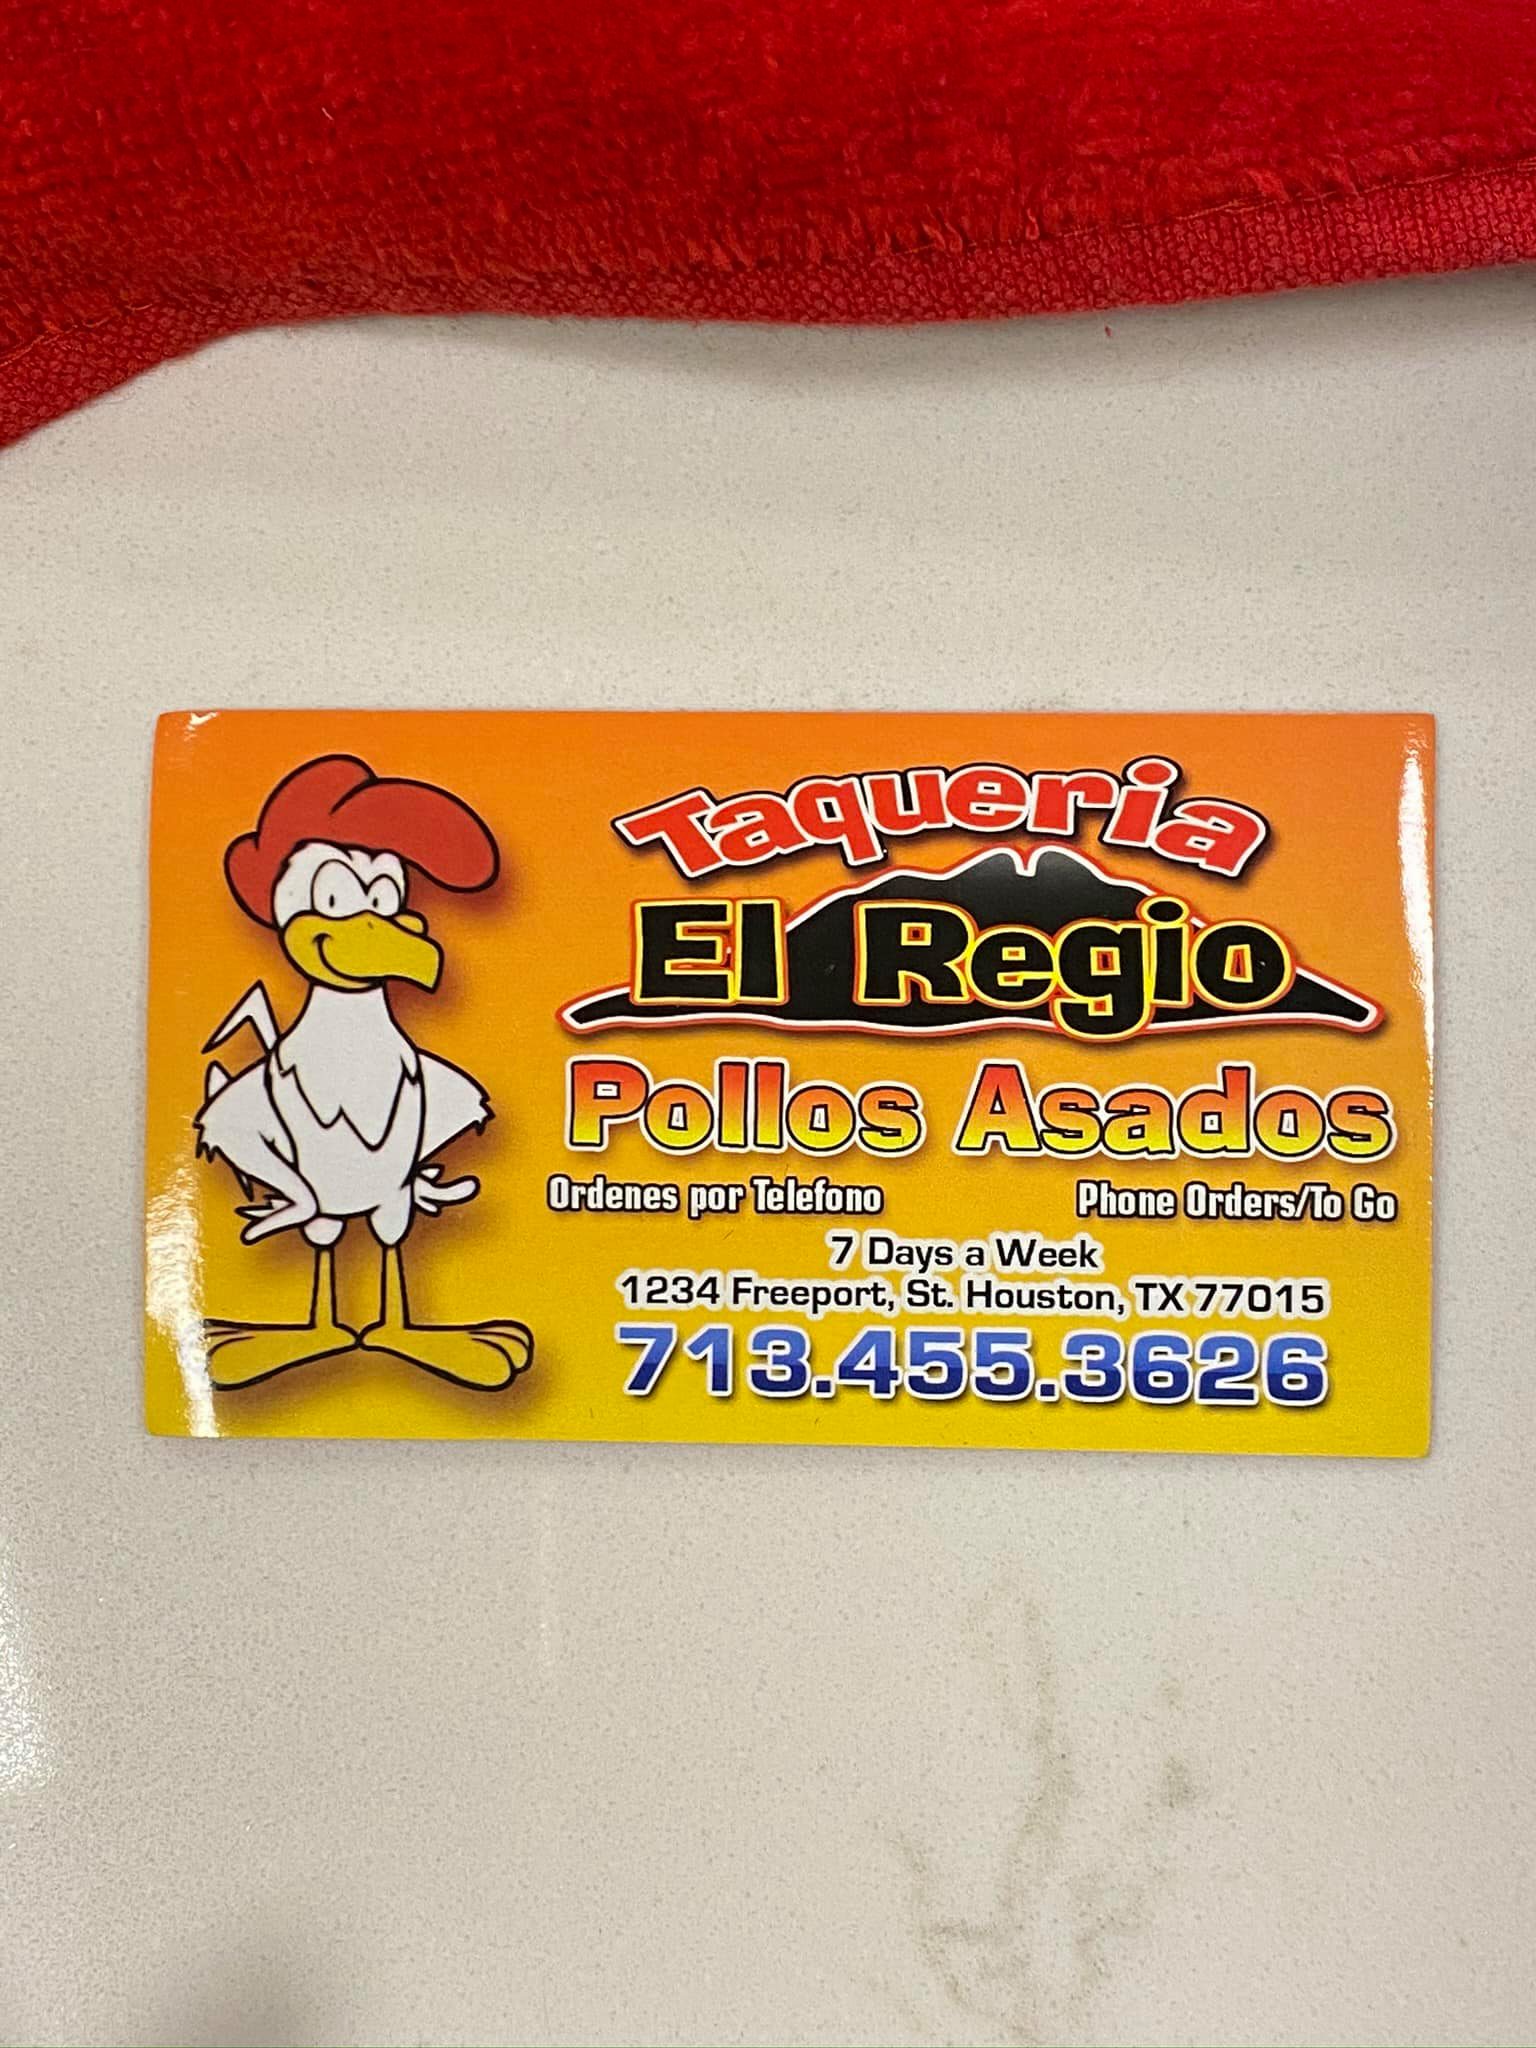 Taqueria
El Regio
Pollos Asados
Ordenes por Telefono
Phone Orders/To Go
7 Days a Week
1234 Freeport, St. Houston, TX 77015
713.455.3626